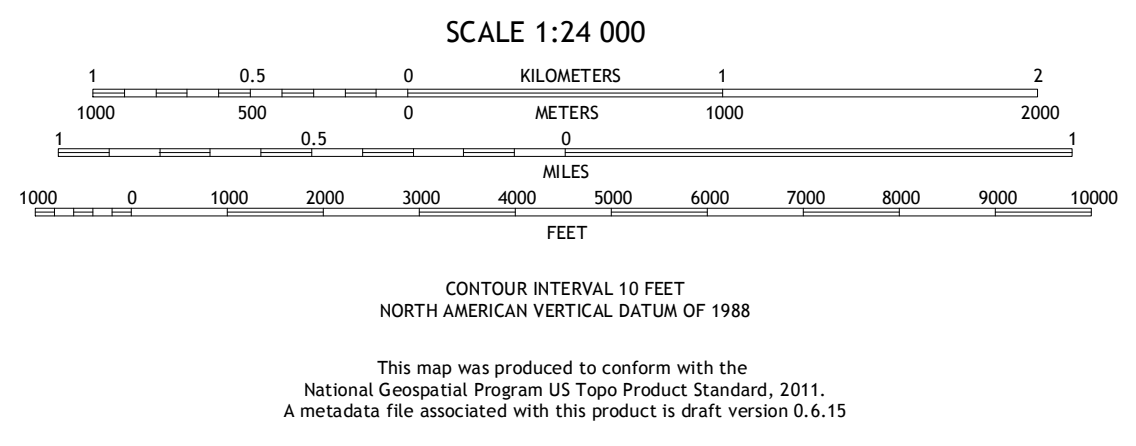 SCALE 1:24 000
1 0.5 0 KILOMETERS 1 2
1000 500 0 METERS 1000 2000
1 0.5 0 1
MILES
1000 0 1000 2000 3000 4000 5000 6000 7000 8000 9000 10000
FEET
CONTOUR INTERVAL 10 FEET
NORTH AMERICAN VERTICAL DATUM OF 1988
This map was produced to conform with the
National Geospatial Program US Topo Product Standard, 2011.
A metadata file associated with this product is draft version 0.6.15